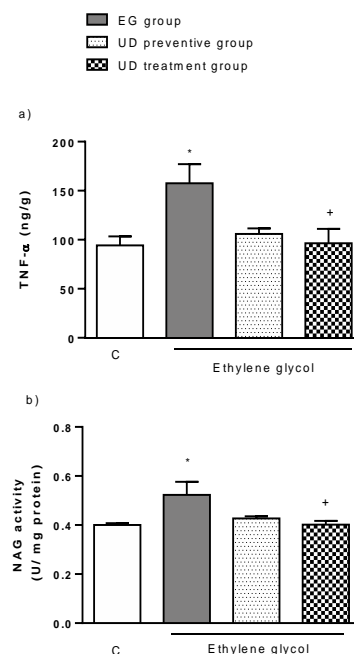 EG group
UD preventive group
UD treatment group
a)
TNF-α (ng/g)
200
150
100
50
0
*
+
C
Ethylene glycol
b)
NAG activity
(U/ mg protein)
0.8
0.6
0.4
0.2
0.0
*
+
C
Ethylene glycol